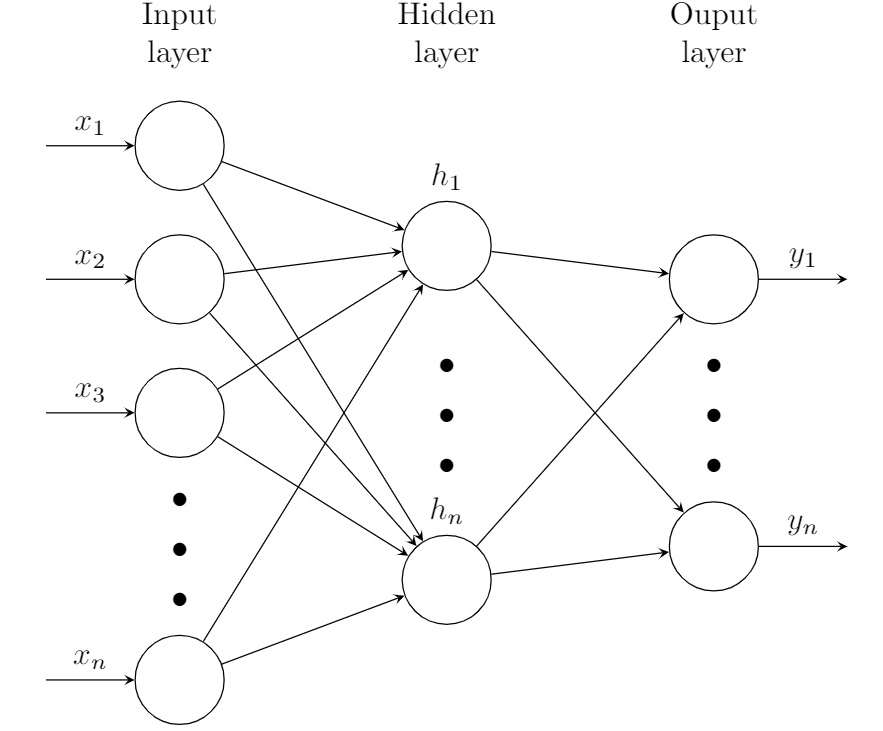 Input
layer
Hidden
layer
Ouput
layer
x₁
h₁
x₂
y₁
x₃
hₙ
yₙ
xₙ